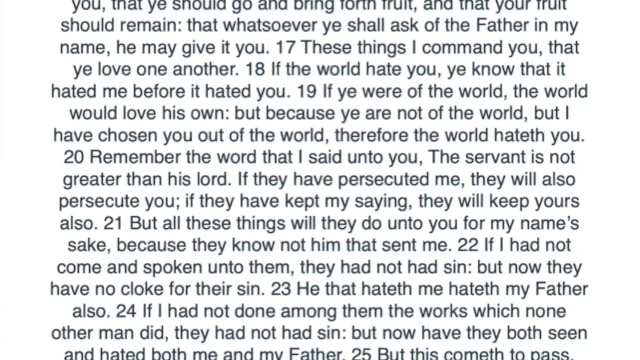 you, that ye should go and bring forth fruit, and that your fruit
should remain: that whatsoever ye shall ask of the Father in my
name, he may give it you. 17 These things I command you, that
ye love one another. 18 If the world hate you, ye know that it
hated me before it hated you. 19 If ye were of the world, the world
would love his own: but because ye are not of the world, but I
have chosen you out of the world, therefore the world hateth you.
20 Remember the word that I said unto you, The servant is not
greater than his lord. If they have persecuted me, they will also
persecute you; if they have kept my saying, they will keep yours
also. 21 But all these things will they do unto you for my name’s
sake, because they know not him that sent me. 22 If I had not
come and spoken unto them, they had not had sin: but now they
have no cloke for their sin. 23 He that hateth me hateth my Father
also. 24 If I had not done among them the works which none
other man did, they had not had sin: but now have they both seen
and hated both me and my Father. 25 But this cometh to pass,